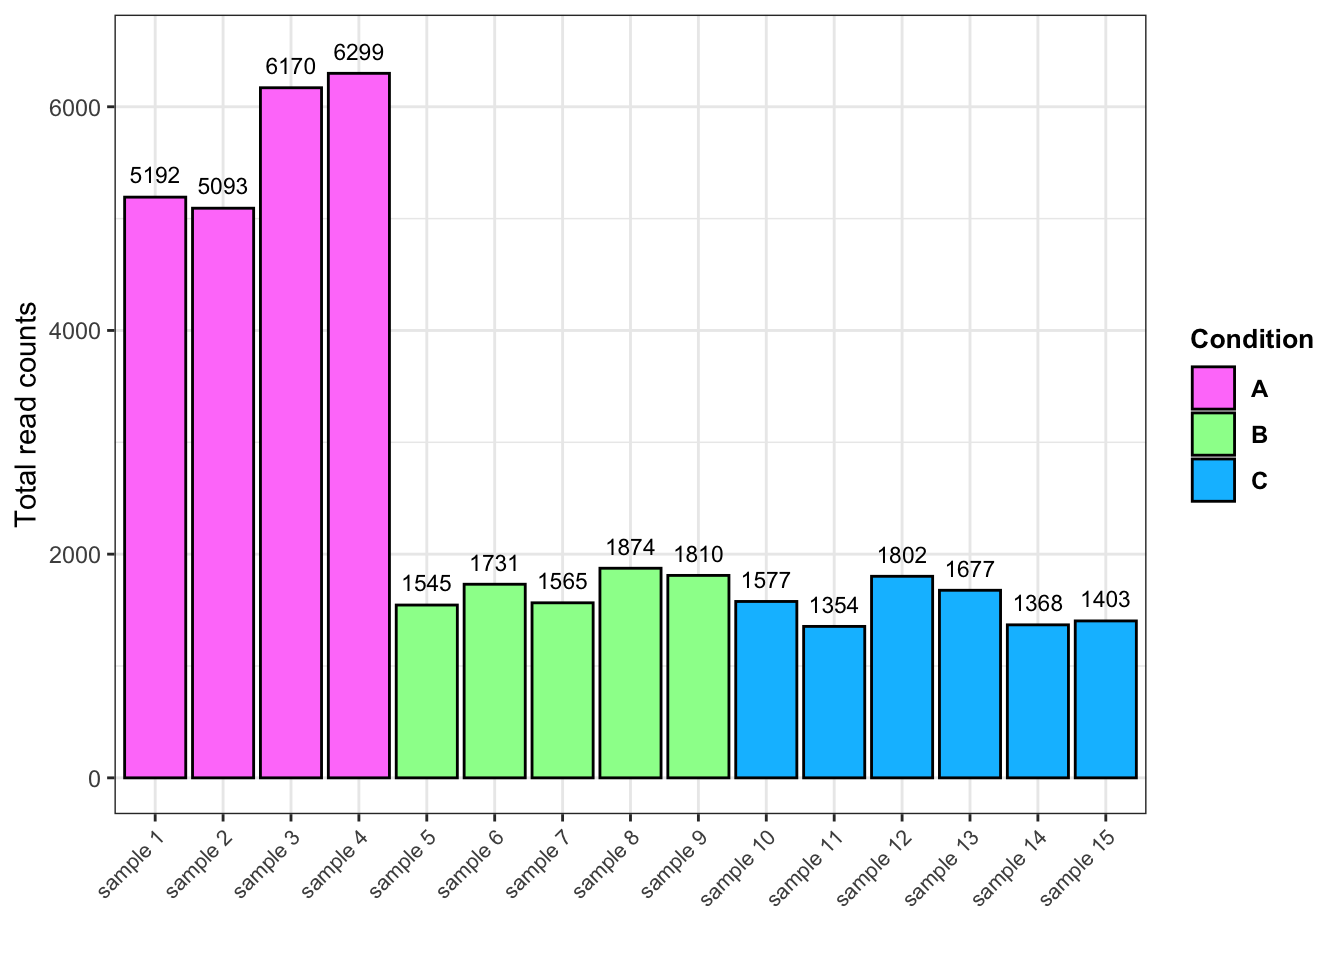 6299
6170
6000
5192
5093
4000
Total read counts
Condition
A
B
C
2000
1545
1731
1565
1874
1810
1577
1354
1802
1677
1368
1403
0
sample 1
sample 2
sample 3
sample 4
sample 5
sample 6
sample 7
sample 8
sample 9
sample 10
sample 11
sample 12
sample 13
sample 14
sample 15